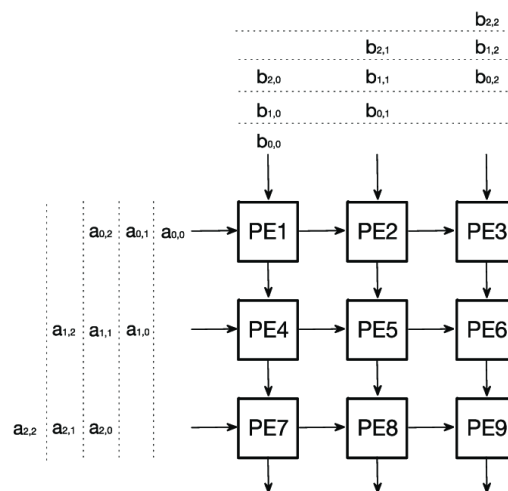 b2,2
b2,1 b1,2
b2,0 b1,1 b0,2
b1,0 b0,1
b0,0
a0,2 a0,1 a0,0 PE1 PE2 PE3
a1,2 a1,1 a1,0 PE4 PE5 PE6
a2,2 a2,1 a2,0 PE7 PE8 PE9